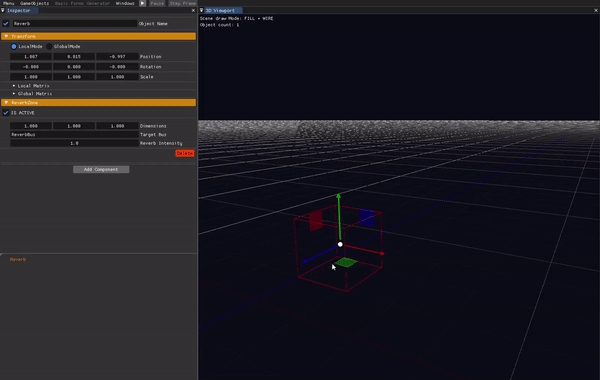 Menu GameObjects Basic Forms Generator Windows Pause Step Frame
Inspector
Reverb Object Name
Transform
LocalMode GlobalMode
1.087 0.015 -0.997 Position
-0.000 0.000 -0.000 Rotation
1.000 1.000 1.000 Scale
Local Matrix
Global Matrix
ReverbZone
IS ACTIVE
1.000 1.000 1.000 Dimensions
ReverbBus Target Bus
1.0 Reverb Intensity
Delete
Add Component
Reverb
3D Viewport
Scene draw Mode: FILL + WIRE
Object count: 1